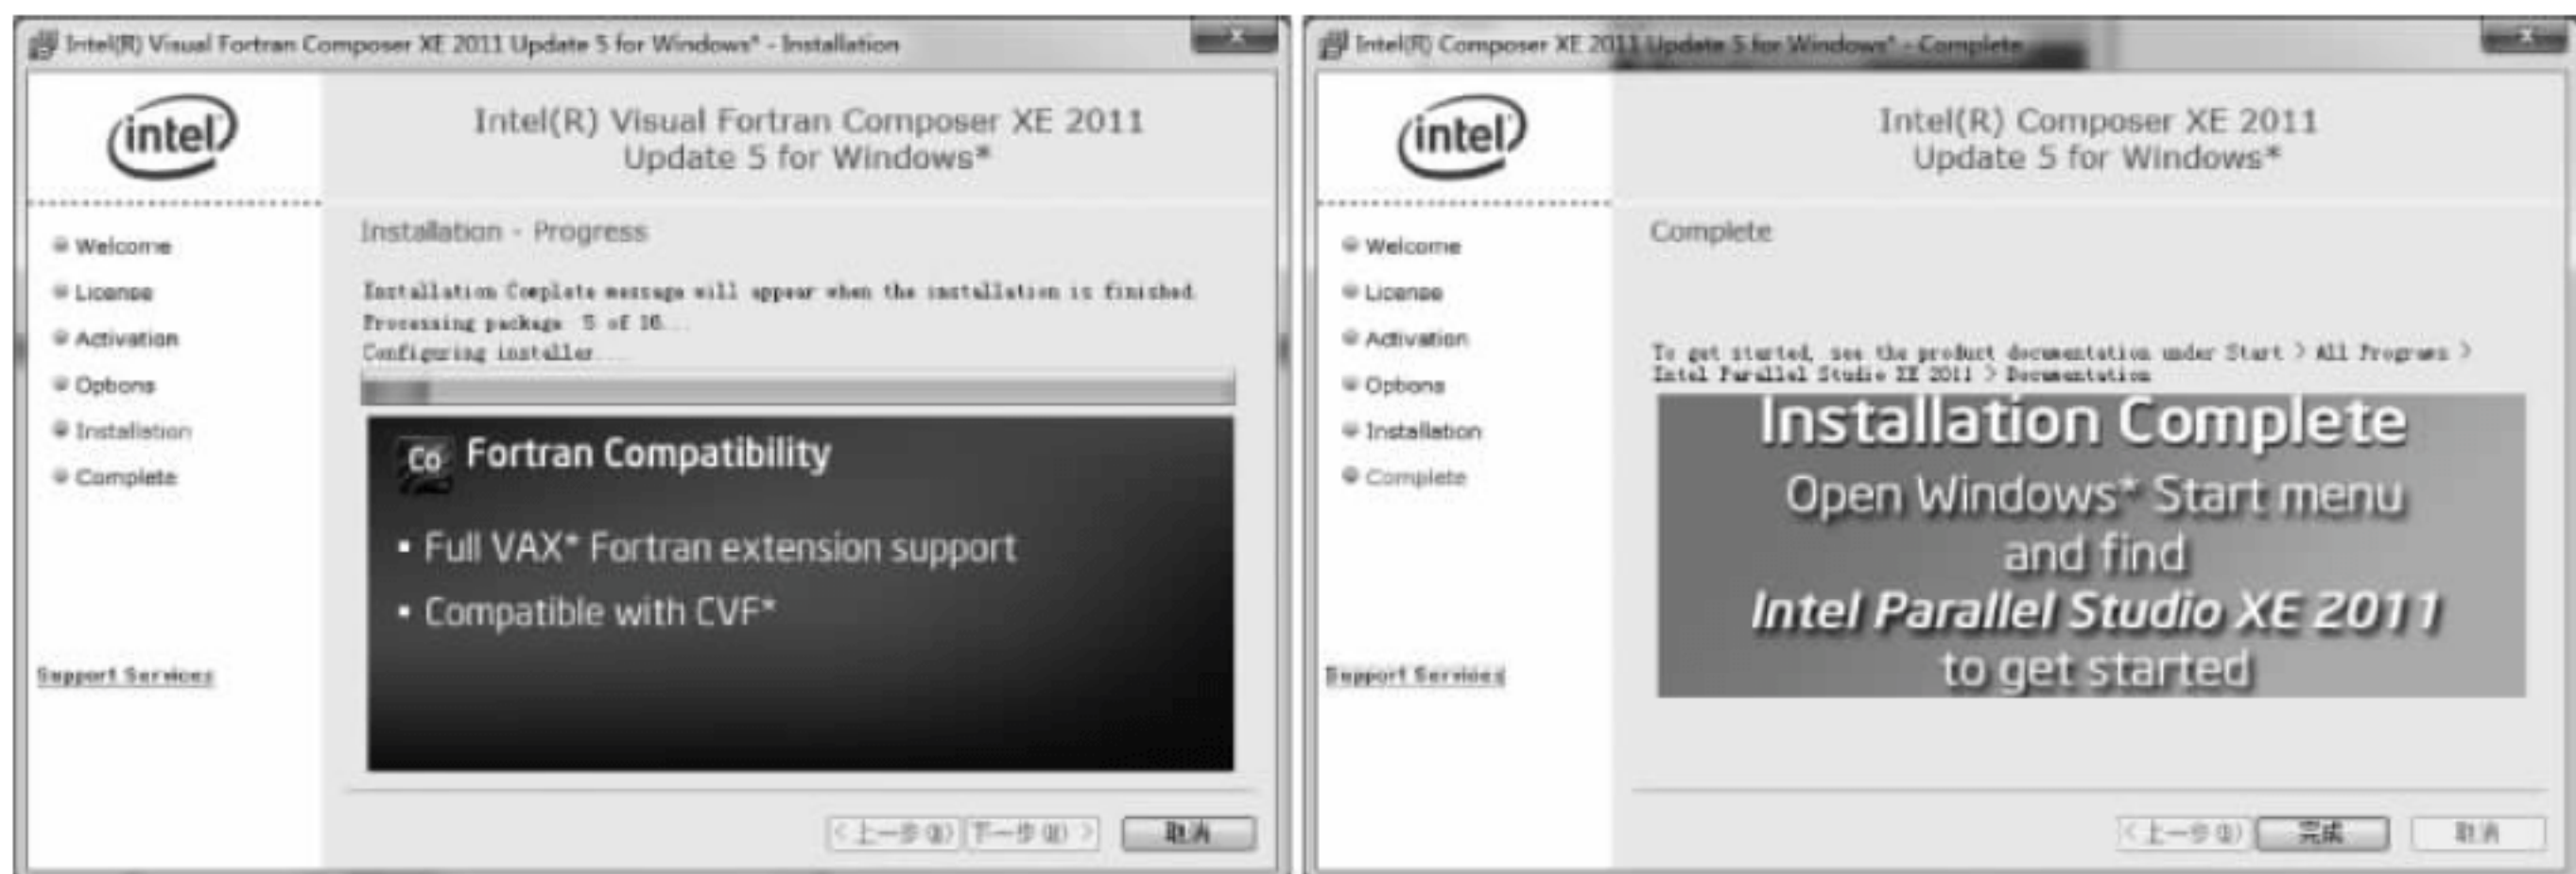 Intel(R) Visual Fortran Composer XE 2011 Update 5 for Windows* - Installation
intel
Intel(R) Visual Fortran Composer XE 2011
Update 5 for Windows*
Welcome
License
Activation
Options
Installation
Complete
Support Services
Installation - Progress
Installation Complete message will appear when the installation is finished.
Processing package 5 of 16...
Configuring installer...
Co Fortran Compatibility
▪ Full VAX* Fortran extension support
▪ Compatible with CVF*
<上一步(B) 下一步(N)> 取消
Intel(R) Composer XE 2011 Update 5 for Windows* - Complete
intel
Intel(R) Composer XE 2011
Update 5 for Windows*
Welcome
License
Activation
Options
Installation
Complete
Support Services
Complete
To get started, see the product documentation under Start > All Programs >
Intel Parallel Studio XE 2011 > Documentation
Installation Complete
Open Windows* Start menu
and find
Intel Parallel Studio XE 2011
to get started
<上一步(B) 完成 取消